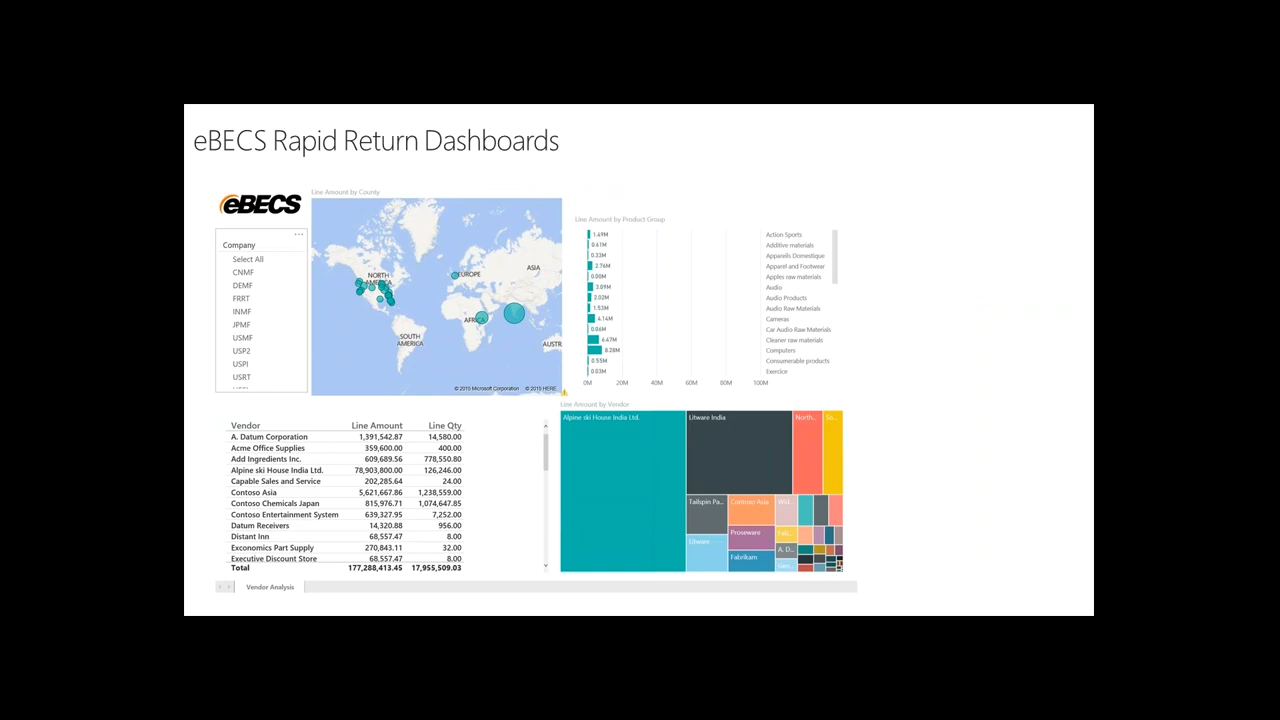 eBECS Rapid Return Dashboards
eBECS
Company
Select All
CNMF
DEMF
FRRT
INMF
JPMF
USMF
USP2
USPI
USRT
Line Amount by County
NORTH AMERICA
EUROPE
ASIA
AFRICA
SOUTH AMERICA
AUSTR
© 2015 Microsoft Corporation © 2015 HERE
Line Amount by Product Group
1.49M Action Sports
0.61M Additive materials
0.33M Appareils Domestique
2.76M Apparel and Footwear
0.00M Apples raw materials
3.09M Audio
2.02M Audio Products
1.53M Audio Raw Materials
4.14M Cameras
0.06M Car Audio Raw Materials
6.67M Cleaner raw materials
8.28M Computers
0.55M Consumerable products
0.03M Exercice
0M 20M 40M 60M 80M 100M
Vendor Line Amount Line Qty
A. Datum Corporation 1,391,542.87 14,580.00
Acme Office Supplies 359,600.00 400.00
Add Ingredients Inc. 609,689.56 778,550.80
Alpine ski House India Ltd. 78,903,800.00 126,246.00
Capable Sales and Service 202,285.64 24.00
Contoso Asia 5,621,667.86 1,238,559.00
Contoso Chemicals Japan 815,976.71 1,074,647.85
Contoso Entertainment System 639,327.95 7,252.00
Datum Receivers 14,320.88 956.00
Distant Inn 68,557.47 8.00
Exconomics Part Supply 270,843.11 32.00
Executive Discount Store 68,557.47 8.00
Total 177,288,413.45 17,955,509.03
Line Amount by Vendor
Alpine ski House India Ltd.
Litware India
North...
So...
Tailspin Pa...
Contoso Asia
Litware
Proseware
Fabrikam
A. D...
Vendor Analysis